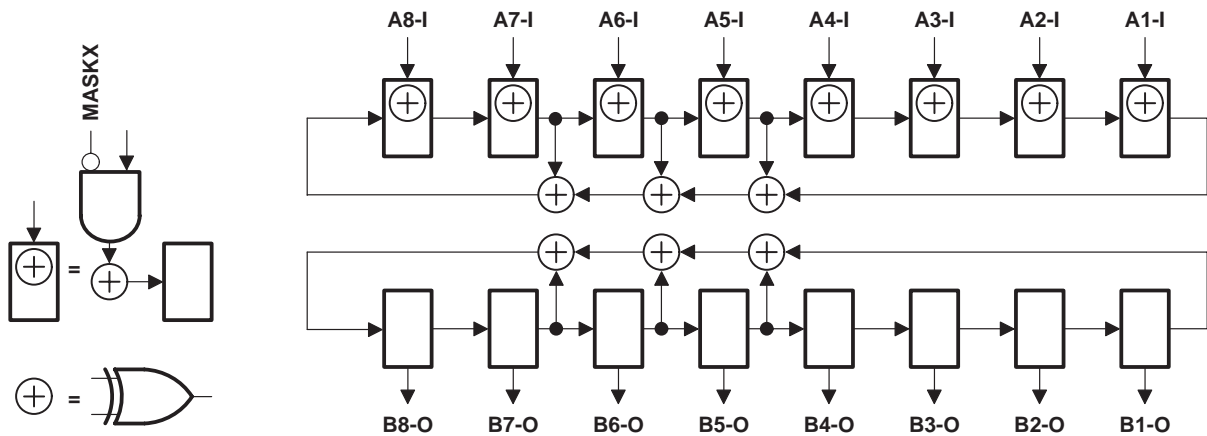 A8-I A7-I A6-I A5-I A4-I A3-I A2-I A1-I
MASKX
=
=
B8-O B7-O B6-O B5-O B4-O B3-O B2-O B1-O